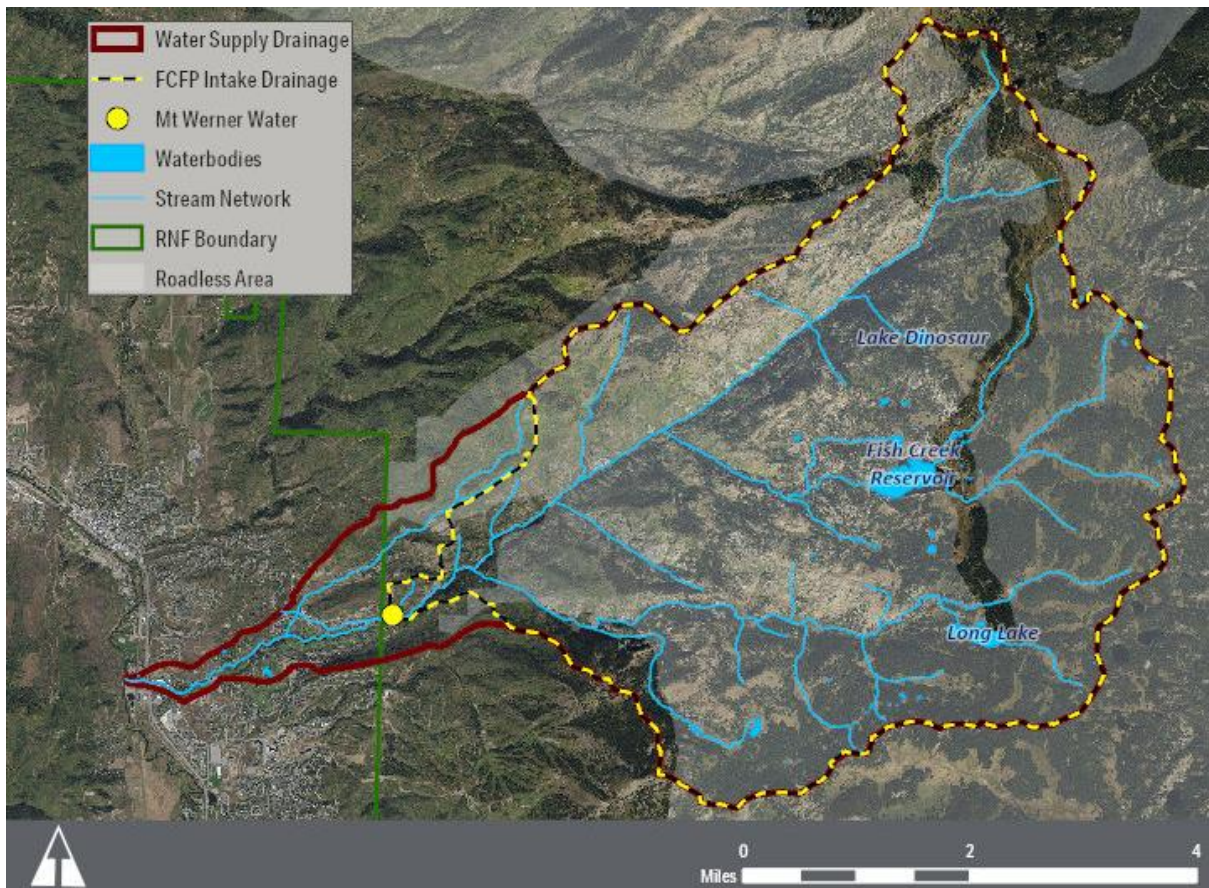 Water Supply Drainage
FCFP Intake Drainage
Mt Werner Water
Waterbodies
Stream Network
RNF Boundary
Roadless Area
Lake Dinosaur
Fish Creek
Reservoir
Long Lake
0 2 4
Miles